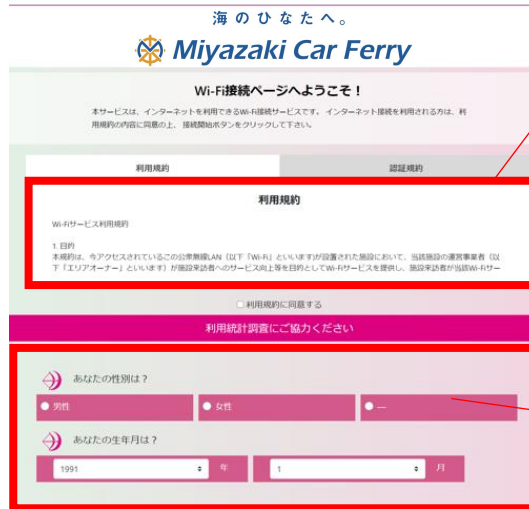 海のひなたへ。
Miyazaki Car Ferry
Wi-Fi接続ページへようこそ！
本サービスは、インターネットを利用できるWi-Fi接続サービスです。 インターネット接続を利用される方は、利
用規約の内容に同意の上、 接続開始ボタンをクリックして下さい。
利用規約 認証規約
利用規約
Wi-Fiサービス利用規約
1. 目的
本規約は、今アクセスされているこの公衆無線LAN（以下「Wi-Fi」といいます)が設置された施設において、当該施設の運営事業者（以
下「エリアオーナー」といいます）が施設来訪者へのサービス向上等を目的としてWi-Fiサービスを提供し、施設来訪者が当該Wi-Fiサー
利用規約に同意する
利用統計調査にご協力ください
あなたの性別は？
男性 女性 —
あなたの生年月は？
1991 年 1 月